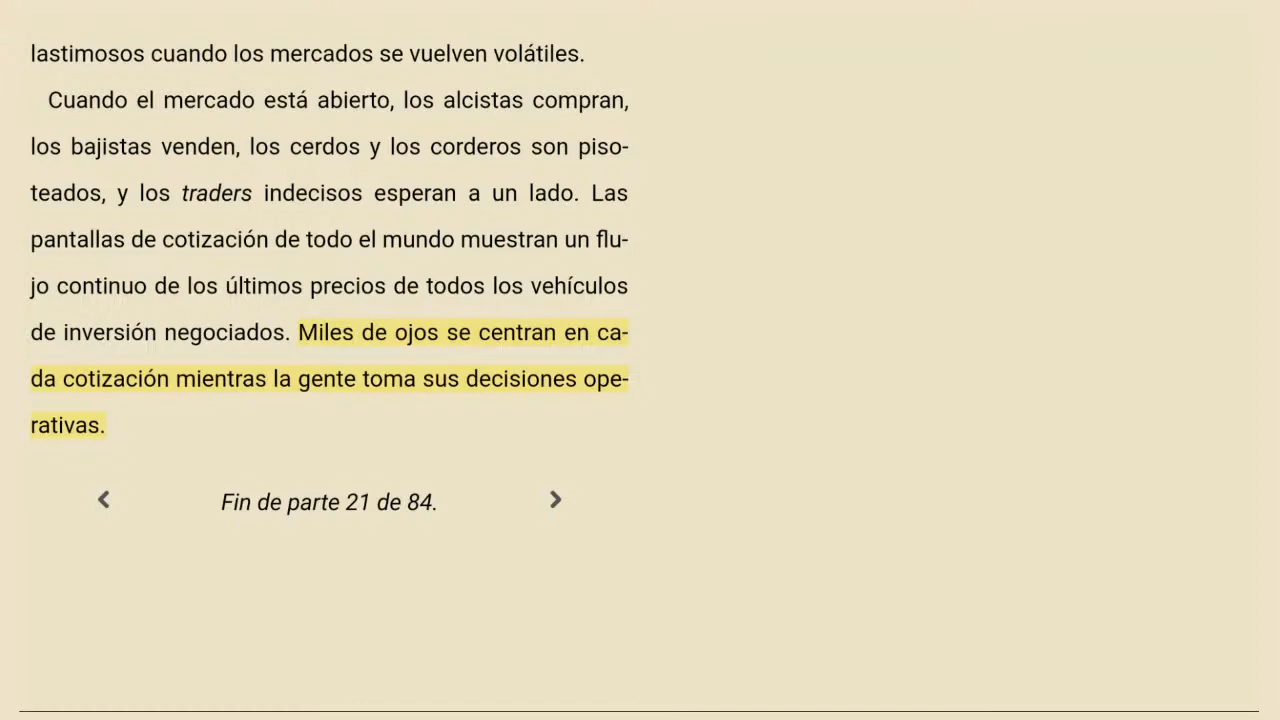 lastimosos cuando los mercados se vuelven volátiles.
Cuando el mercado está abierto, los alcistas compran,
los bajistas venden, los cerdos y los corderos son piso-
teados, y los traders indecisos esperan a un lado. Las
pantallas de cotización de todo el mundo muestran un flu-
jo continuo de los últimos precios de todos los vehículos
de inversión negociados. Miles de ojos se centran en ca-
da cotización mientras la gente toma sus decisiones ope-
rativas.
Fin de parte 21 de 84.